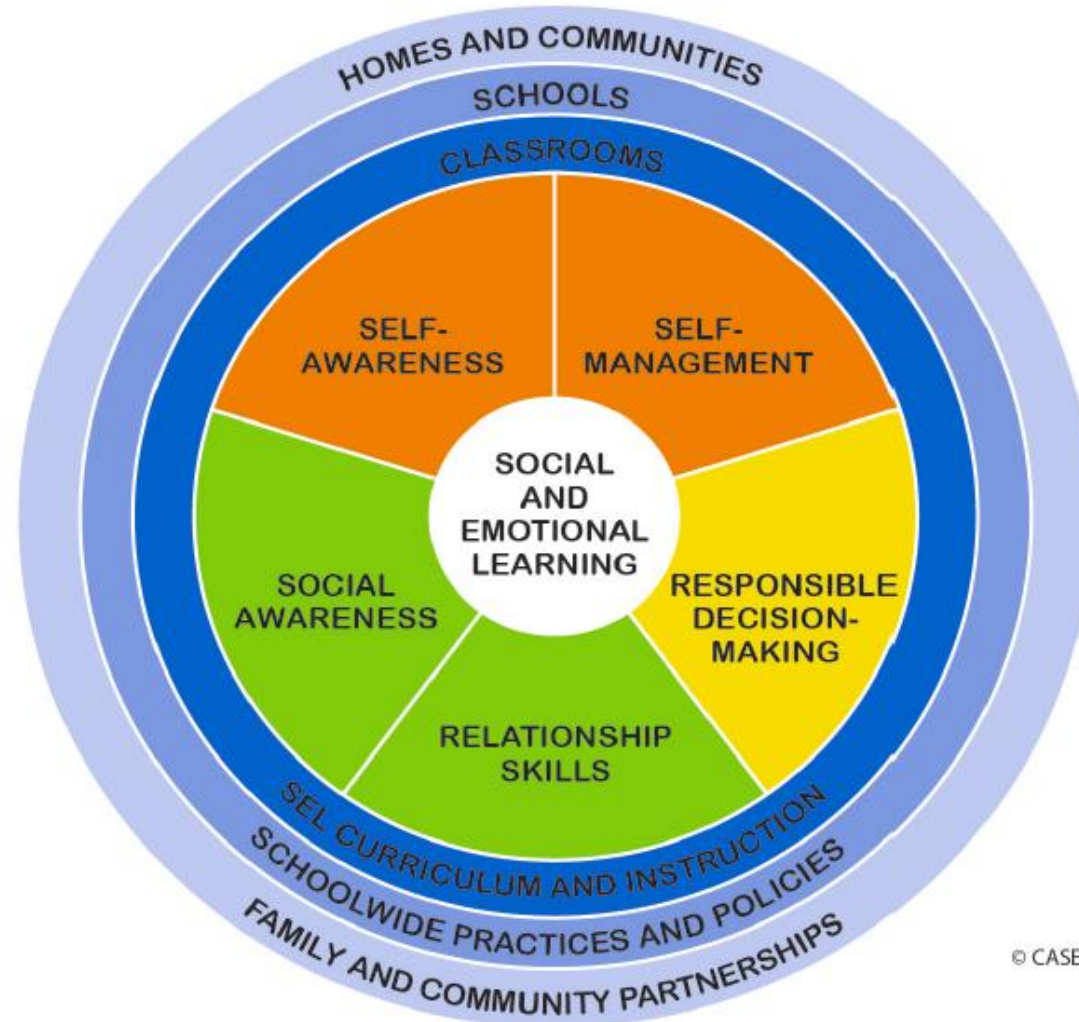 HOMES AND COMMUNITIES
SCHOOLS
CLASSROOMS
SELF-
AWARENESS
SELF-
MANAGEMENT
SOCIAL
AND
EMOTIONAL
LEARNING
SOCIAL
AWARENESS
RESPONSIBLE
DECISION-
MAKING
RELATIONSHIP
SKILLS
SEL CURRICULUM AND INSTRUCTION
SCHOOLWIDE PRACTICES AND POLICIES
FAMILY AND COMMUNITY PARTNERSHIPS
© CASE